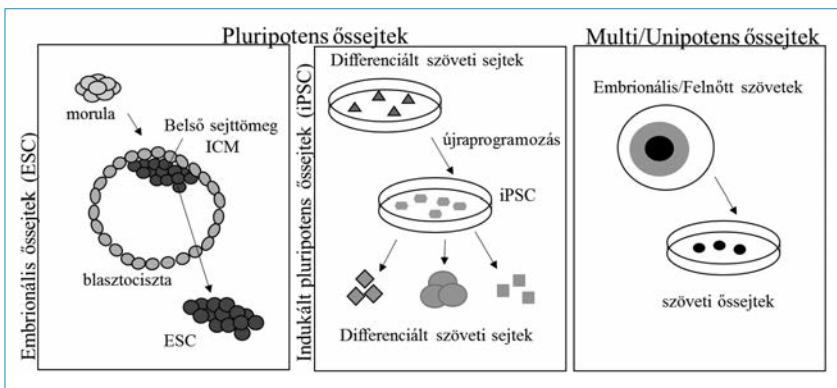 Pluripotens őssejtek
Embrionális őssejtek (ESC)
morula
Belső sejttömeg
ICM
blasztociszta
ESC
Indukált pluripotens őssejtek (iPSC)
Differenciált szöveti sejtek
újraprogramozás
iPSC
Differenciált szöveti sejtek
Multi/Unipotens őssejtek
Embrionális/Felnőtt szövetek
szöveti őssejtek